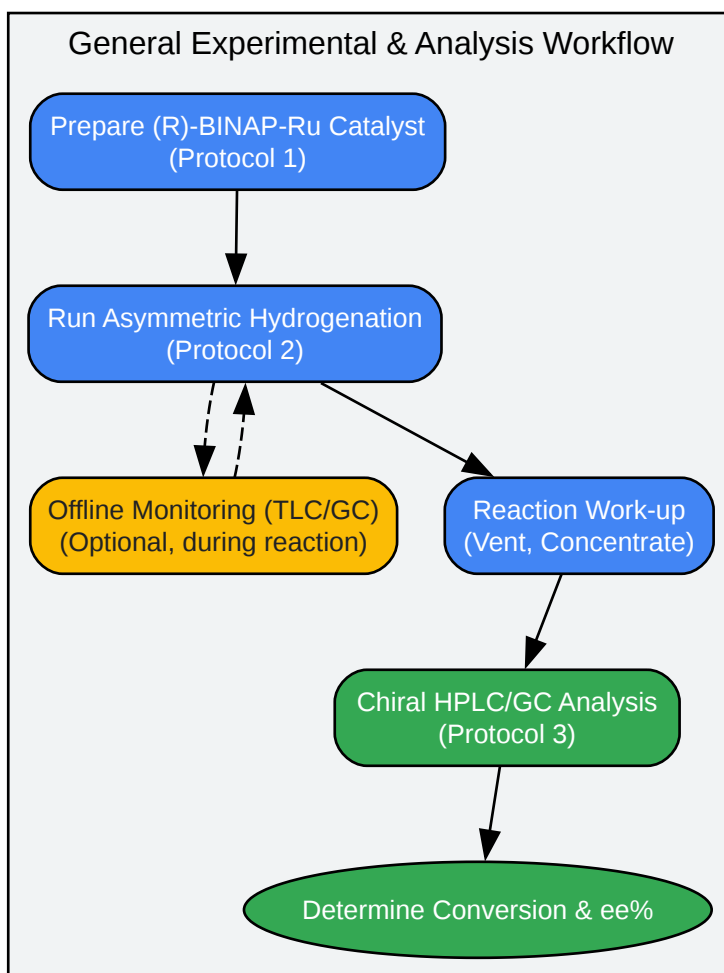 General Experimental & Analysis Workflow
Prepare (R)-BINAP-Ru Catalyst
(Protocol 1)
Run Asymmetric Hydrogenation
(Protocol 2)
Offline Monitoring (TLC/GC)
(Optional, during reaction)
Reaction Work-up
(Vent, Concentrate)
Chiral HPLC/GC Analysis
(Protocol 3)
Determine Conversion & ee%